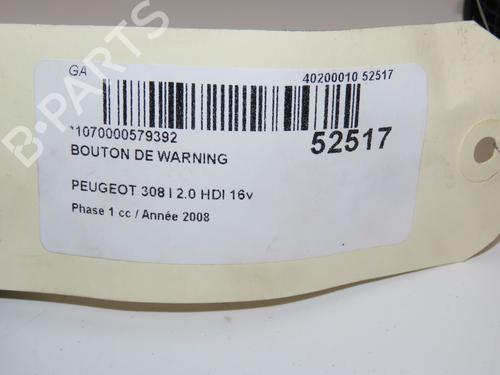 GA
40200010 52517
*1070000579392
52517
BOUTON DE WARNING
PEUGEOT 308 I 2.0 HDI 16v
Phase 1 cc / Année 2008
B-PARTS